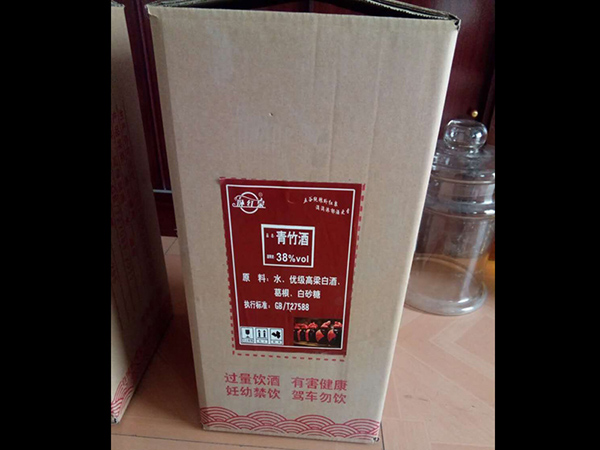 青竹酒
38%vol
原 料：水、优级高粱白酒、
葛根、白砂糖
执行标准：GB/T27588
过量饮酒 有害健康
妊幼禁饮 驾车勿饮